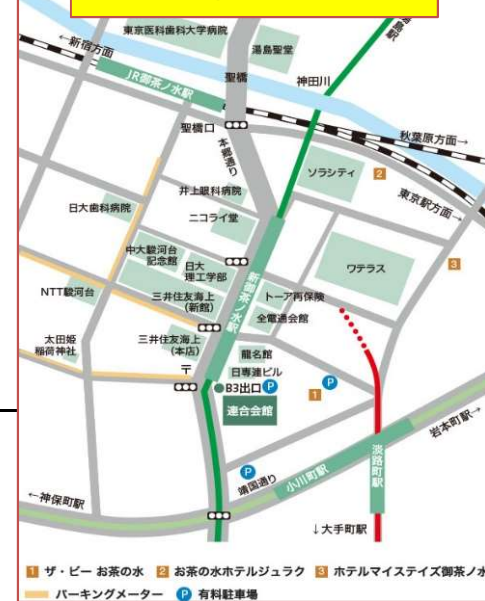 東京医科歯科大学病院
湯島聖堂
島駅
←新宿方面
聖橋
神田川
JR御茶ノ水駅
聖橋口
本郷通り
秋葉原方面→
ソラシティ
2
東京駅方面→
井上眼科病院
日大歯科病院
ニコライ堂
中大駿河台
記念館
日大
理工学部
ワテラス
3
新御茶ノ水駅
NTT駿河台
三井住友海上
(新館)
トーア再保険
全電通会館
太田姫
稲荷神社
三井住友海上
(本店)
龍名館
日専連ビル
〒
B3出口
P
1
P
連合会館
P
靖国通り
小川町駅
淡路町駅
岩本町駅→
←神保町駅
↓大手町駅
1 ザ・ビー お茶の水 2 お茶の水ホテルジュラク 3 ホテルマイステイズ御茶ノ水
パーキングメーター P 有料駐車場